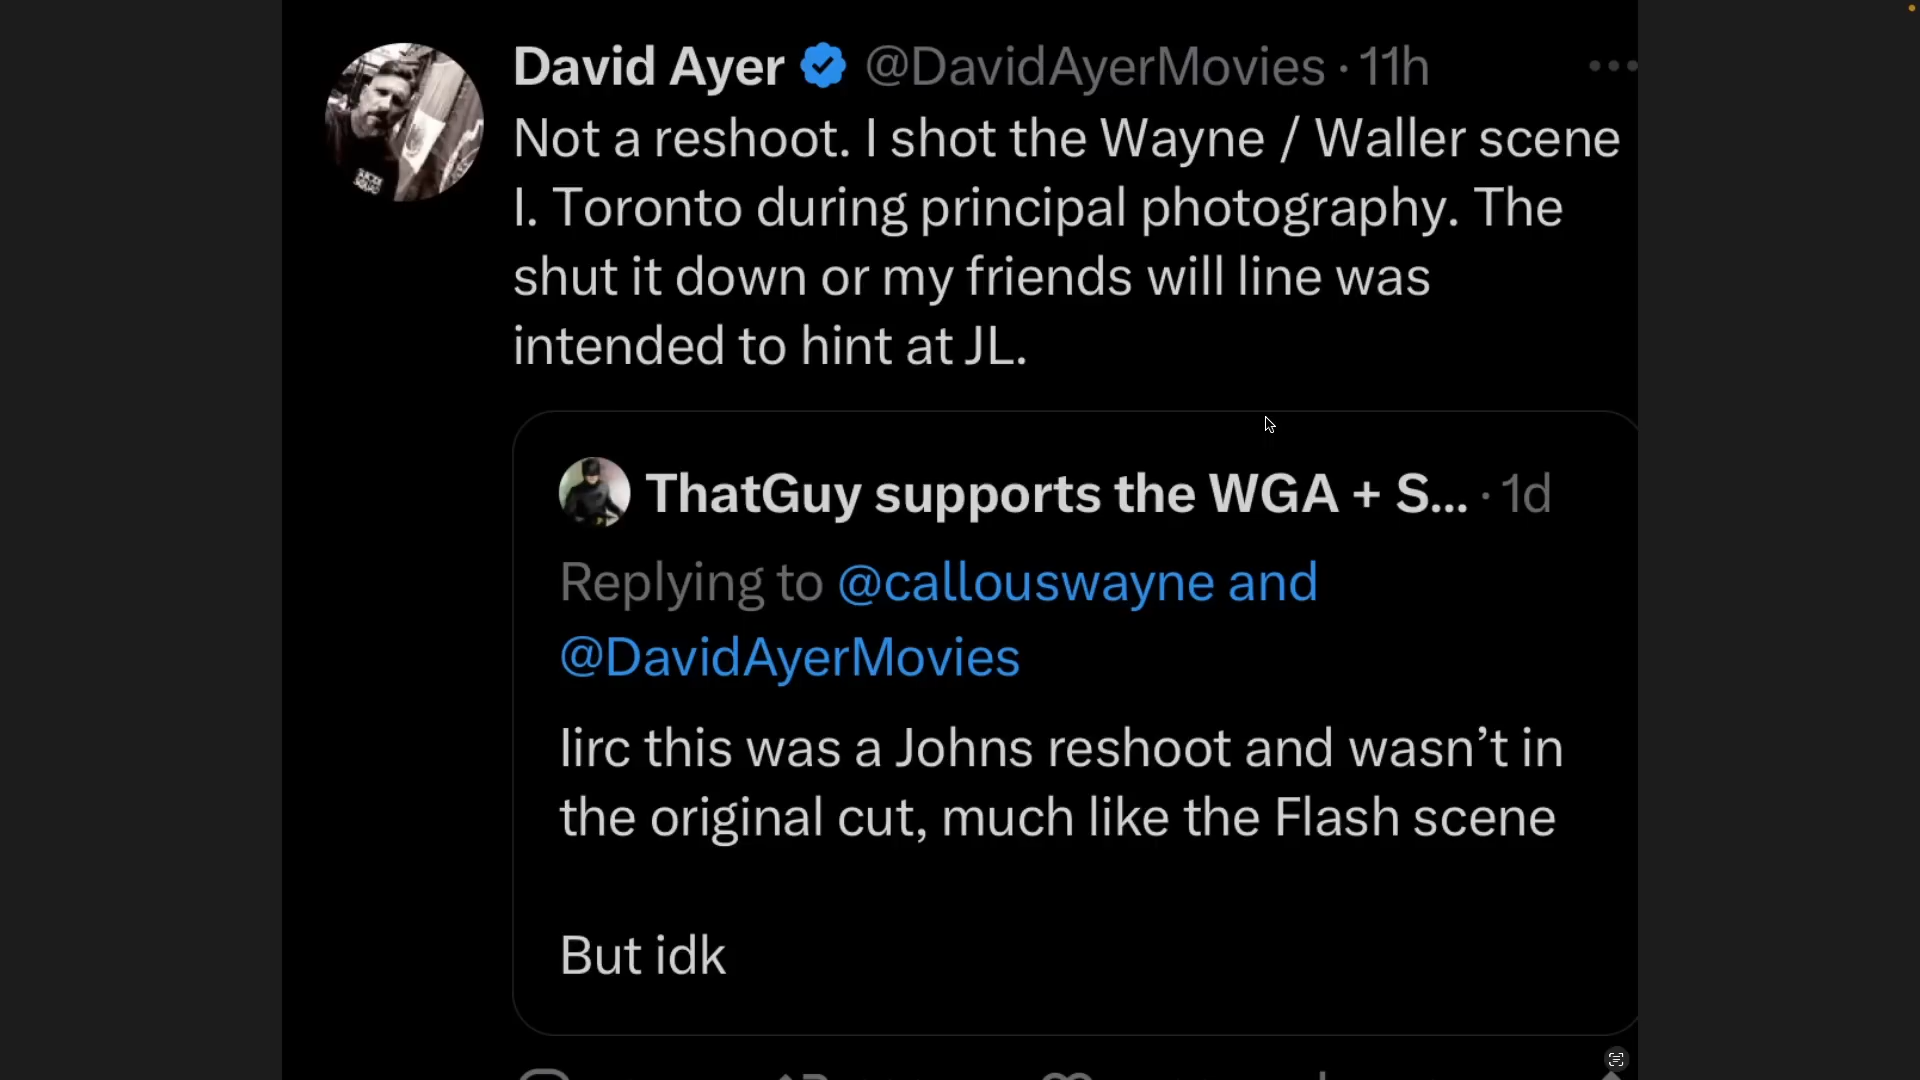 David Ayer @DavidAyerMovies · 11h
Not a reshoot. I shot the Wayne / Waller scene
I. Toronto during principal photography. The
shut it down or my friends will line was
intended to hint at JL.
ThatGuy supports the WGA + S... · 1d
Replying to @callouswayne and
@DavidAyerMovies
Iirc this was a Johns reshoot and wasn’t in
the original cut, much like the Flash scene
But idk